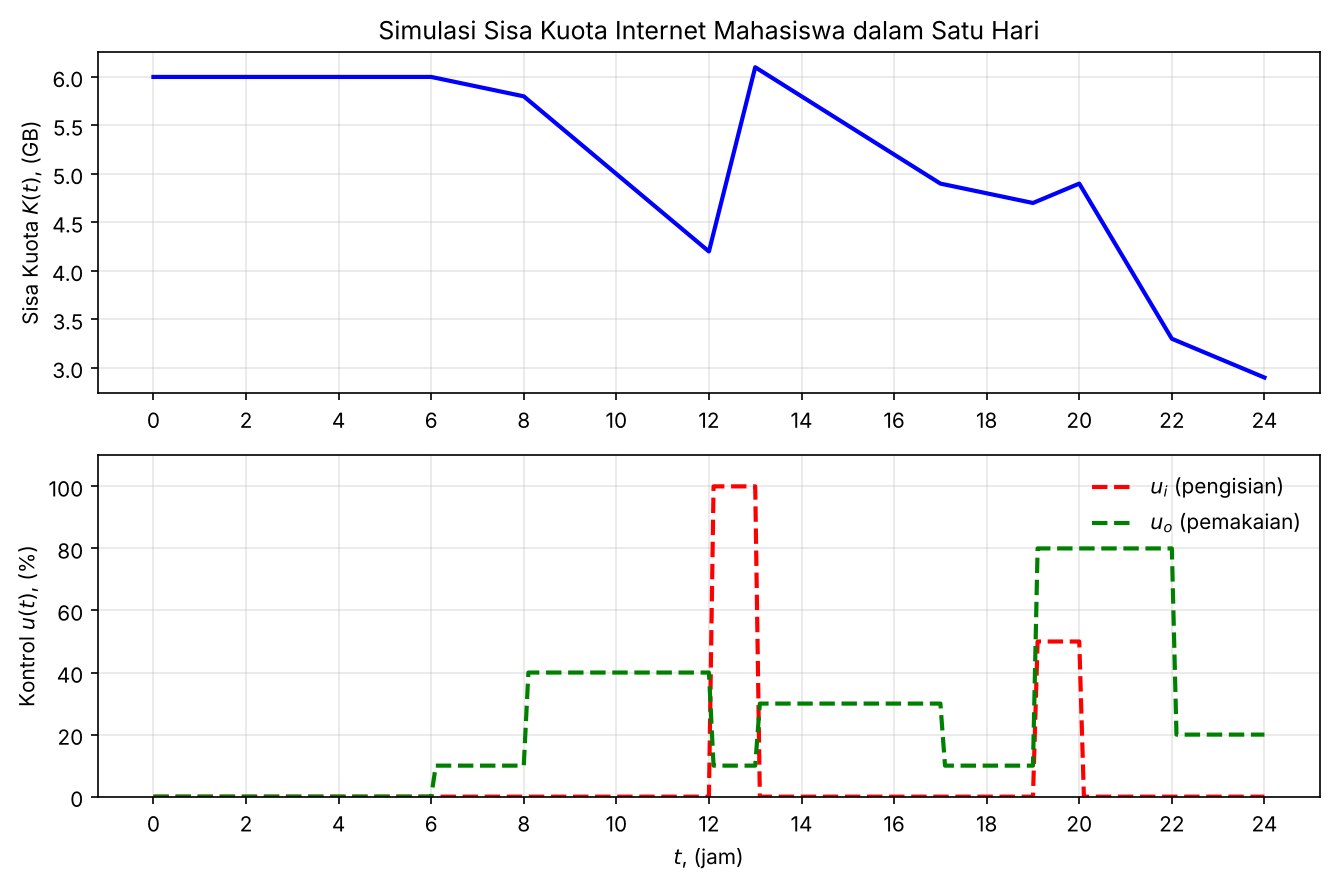 Simulasi Sisa Kuota Internet Mahasiswa dalam Satu Hari
Sisa Kuota K(t), (GB)
6.0
5.5
5.0
4.5
4.0
3.5
3.0
0 2 4 6 8 10 12 14 16 18 20 22 24
Kontrol u(t), (%)
100
80
60
40
20
0
u_i (pengisian)
u_o (pemakaian)
0 2 4 6 8 10 12 14 16 18 20 22 24
t, (jam)